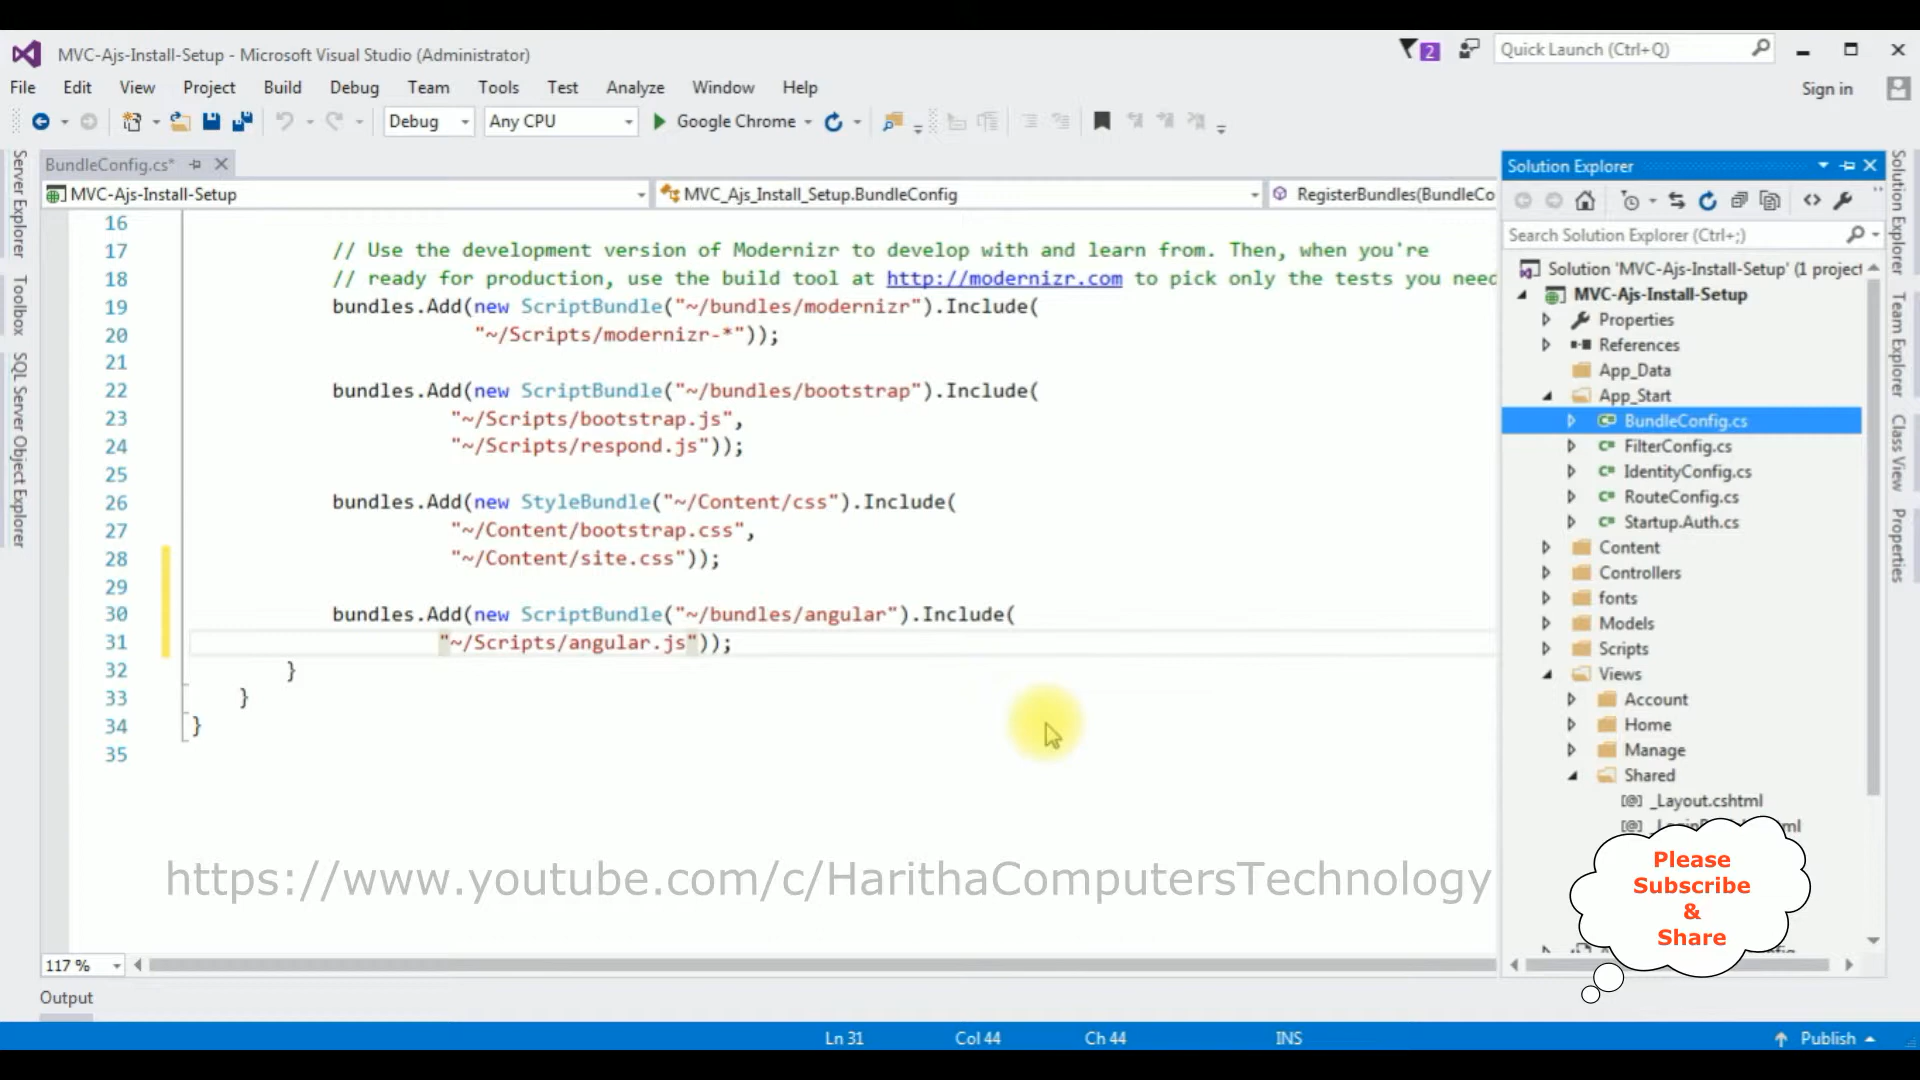 MVC-Ajs-Install-Setup - Microsoft Visual Studio (Administrator)
2
Quick Launch (Ctrl+Q)
File Edit View Project Build Debug Team Tools Test Analyze Window Help
Sign in
Debug Any CPU Google Chrome
Server Explorer
Toolbox
SQL Server Object Explorer
BundleConfig.cs*
MVC-Ajs-Install-Setup MVC_Ajs_Install_Setup.BundleConfig RegisterBundles(BundleCo
16
17 // Use the development version of Modernizr to develop with and learn from. Then, when you're
18 // ready for production, use the build tool at http://modernizr.com to pick only the tests you need
19 bundles.Add(new ScriptBundle("~/bundles/modernizr").Include(
20 "~/Scripts/modernizr-*"));
21
22 bundles.Add(new ScriptBundle("~/bundles/bootstrap").Include(
23 "~/Scripts/bootstrap.js",
24 "~/Scripts/respond.js"));
25
26 bundles.Add(new StyleBundle("~/Content/css").Include(
27 "~/Content/bootstrap.css",
28 "~/Content/site.css"));
29
30 bundles.Add(new ScriptBundle("~/bundles/angular").Include(
31 "~/Scripts/angular.js"));
32 }
33 }
34 }
35
https://www.youtube.com/c/HarithaComputersTechnology
117 %
Output
Solution Explorer
Search Solution Explorer (Ctrl+;)
Solution 'MVC-Ajs-Install-Setup' (1 project
MVC-Ajs-Install-Setup
Properties
References
App_Data
App_Start
BundleConfig.cs
FilterConfig.cs
IdentityConfig.cs
RouteConfig.cs
Startup.Auth.cs
Content
Controllers
fonts
Models
Scripts
Views
Account
Home
Manage
Shared
_Layout.cshtml
Please
Subscribe
&
Share
Solution Explorer
Team Explorer
Class View
Properties
Ln 31 Col 44 Ch 44 INS Publish